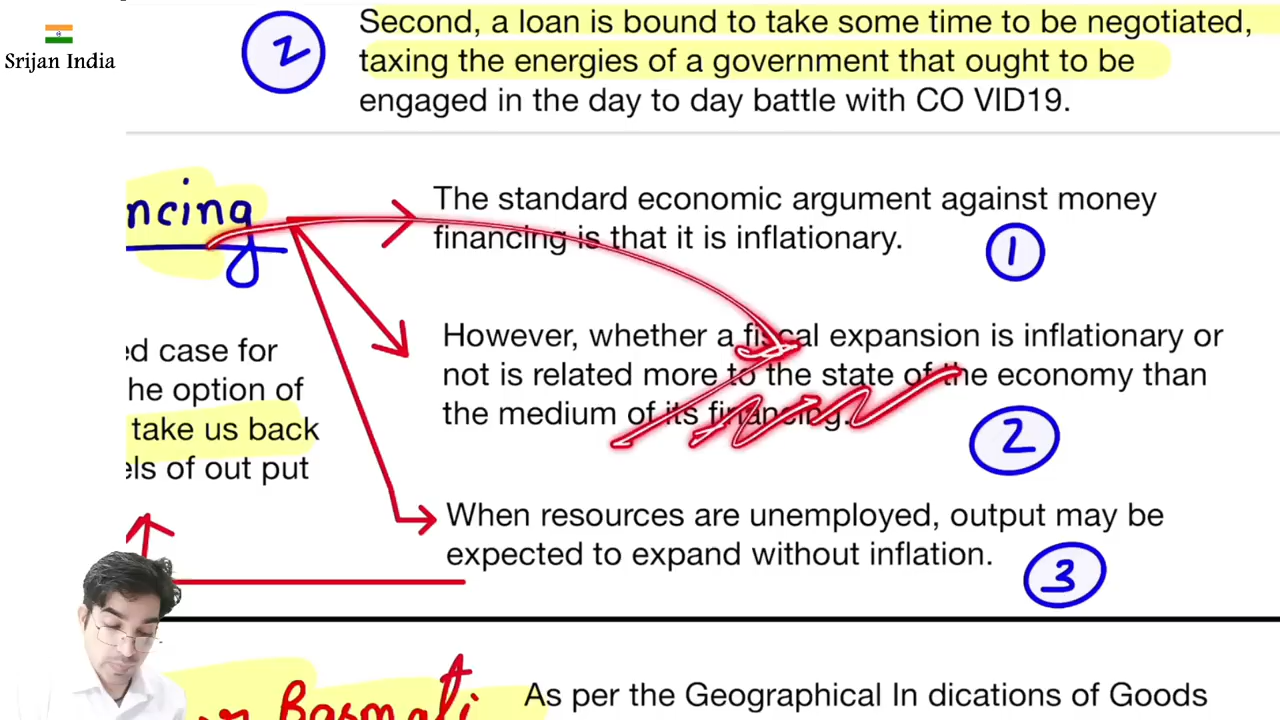 Second, a loan is bound to take some time to be negotiated,
2
taxing the energies of a government that ought to be
Srijan India
engaged in the day to day battle with CO VID19.
ncing
The standard economic argument against money
financing is that it is inflationary.
1
However, whether a fiscal expansion is inflationary or
not is related more to the state of the economy than
the medium of its financing.
2
ed case for
he option of
take us back
els of out put
When resources are unemployed, output may be
expected to expand without inflation.
3
Basmati
As per the Geographical In dications of Goods